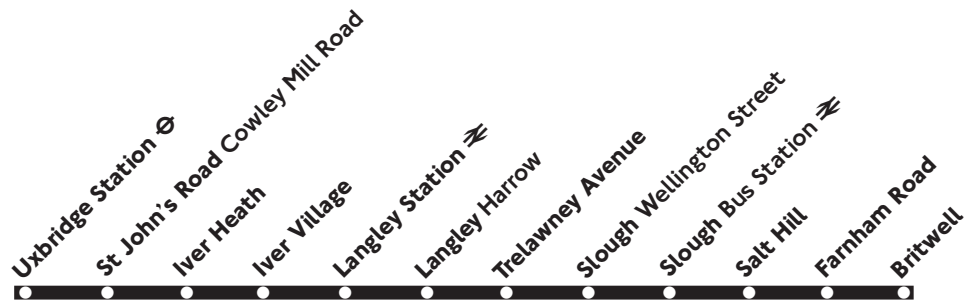 Uxbridge Station
St John's Road Cowley Mill Road
Iver Heath
Iver Village
Langley Station
Langley Harrow
Trelawney Avenue
Slough Wellington Street
Slough Bus Station
Salt Hill
Farnham Road
Britwell